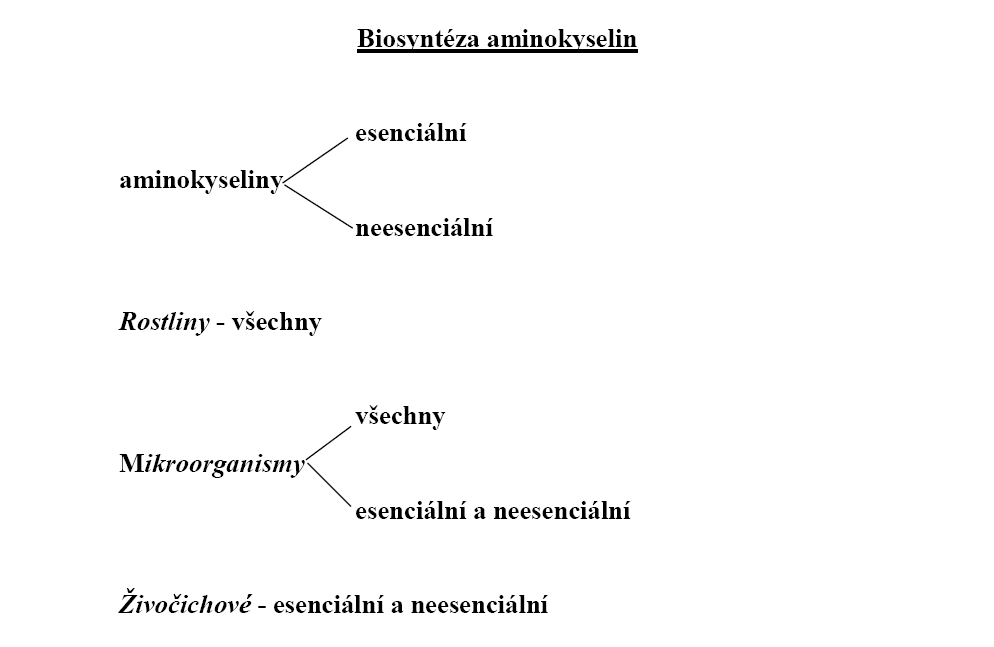 Biosyntéza aminokyselin
esenciální
aminokyseliny
neesenciální
Rostliny - všechny
všechny
Mikroorganismy
esenciální a neesenciální
Živočichové - esenciální a neesenciální